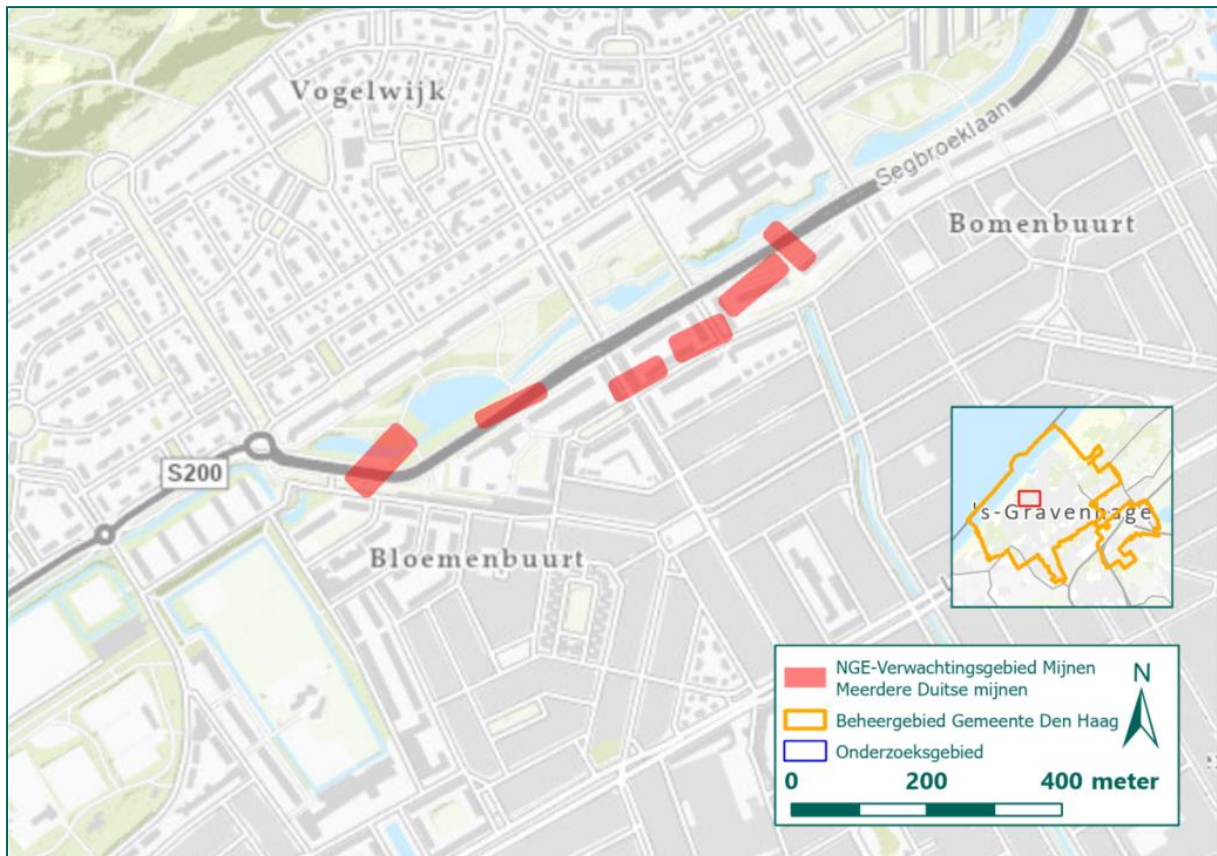 Vogelwijk
Segbroeklaan
Bomenbuurt
S200
Bloemenbuurt
's-Gravenhage
NGE-Verwachtingsgebied Mijnen
Meerdere Duitse mijnen
Beheergebied Gemeente Den Haag
Onderzoeksgebied
N
0 200 400 meter